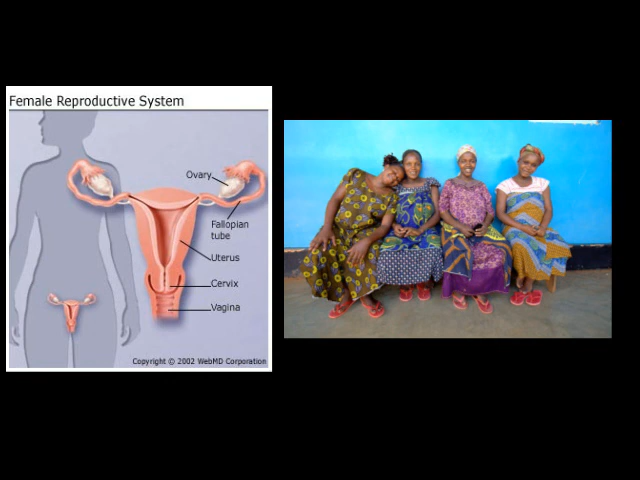 Female Reproductive System
Ovary
Fallopian
tube
Uterus
Cervix
Vagina
Copyright © 2002 WebMD Corporation